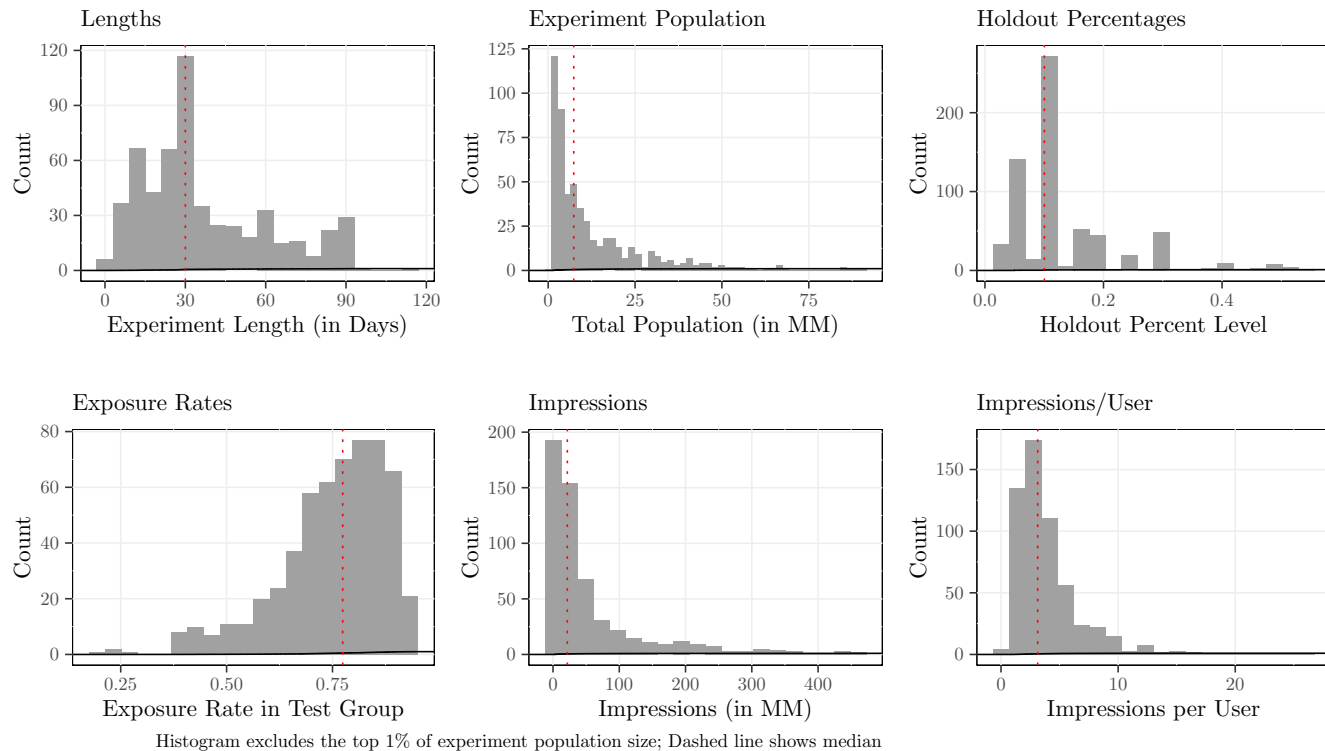 Lengths
Count
120
90
60
30
0
0
30
60
90
120
Experiment Length (in Days)
Experiment Population
Count
125
100
75
50
25
0
0
25
50
75
Total Population (in MM)
Holdout Percentages
Count
200
100
0
0.0
0.2
0.4
Holdout Percent Level
Exposure Rates
Count
80
60
40
20
0
0.25
0.50
0.75
Exposure Rate in Test Group
Impressions
Count
200
150
100
50
0
0
100
200
300
400
Impressions (in MM)
Impressions/User
Count
150
100
50
0
0
10
20
Impressions per User
Histogram excludes the top 1% of experiment population size; Dashed line shows median